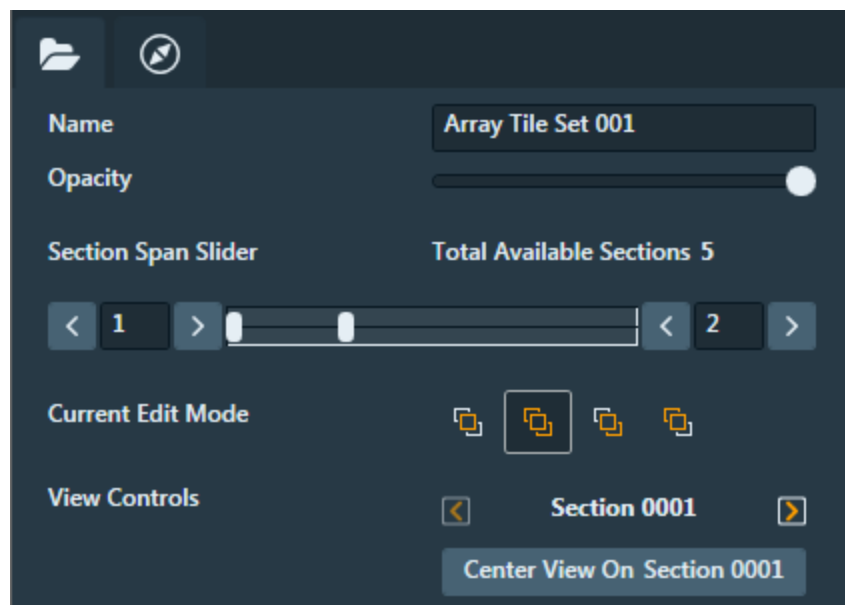 Name
Array Tile Set 001
Opacity
Section Span Slider
Total Available Sections 5
1
2
Current Edit Mode
View Controls
Section 0001
Center View On Section 0001